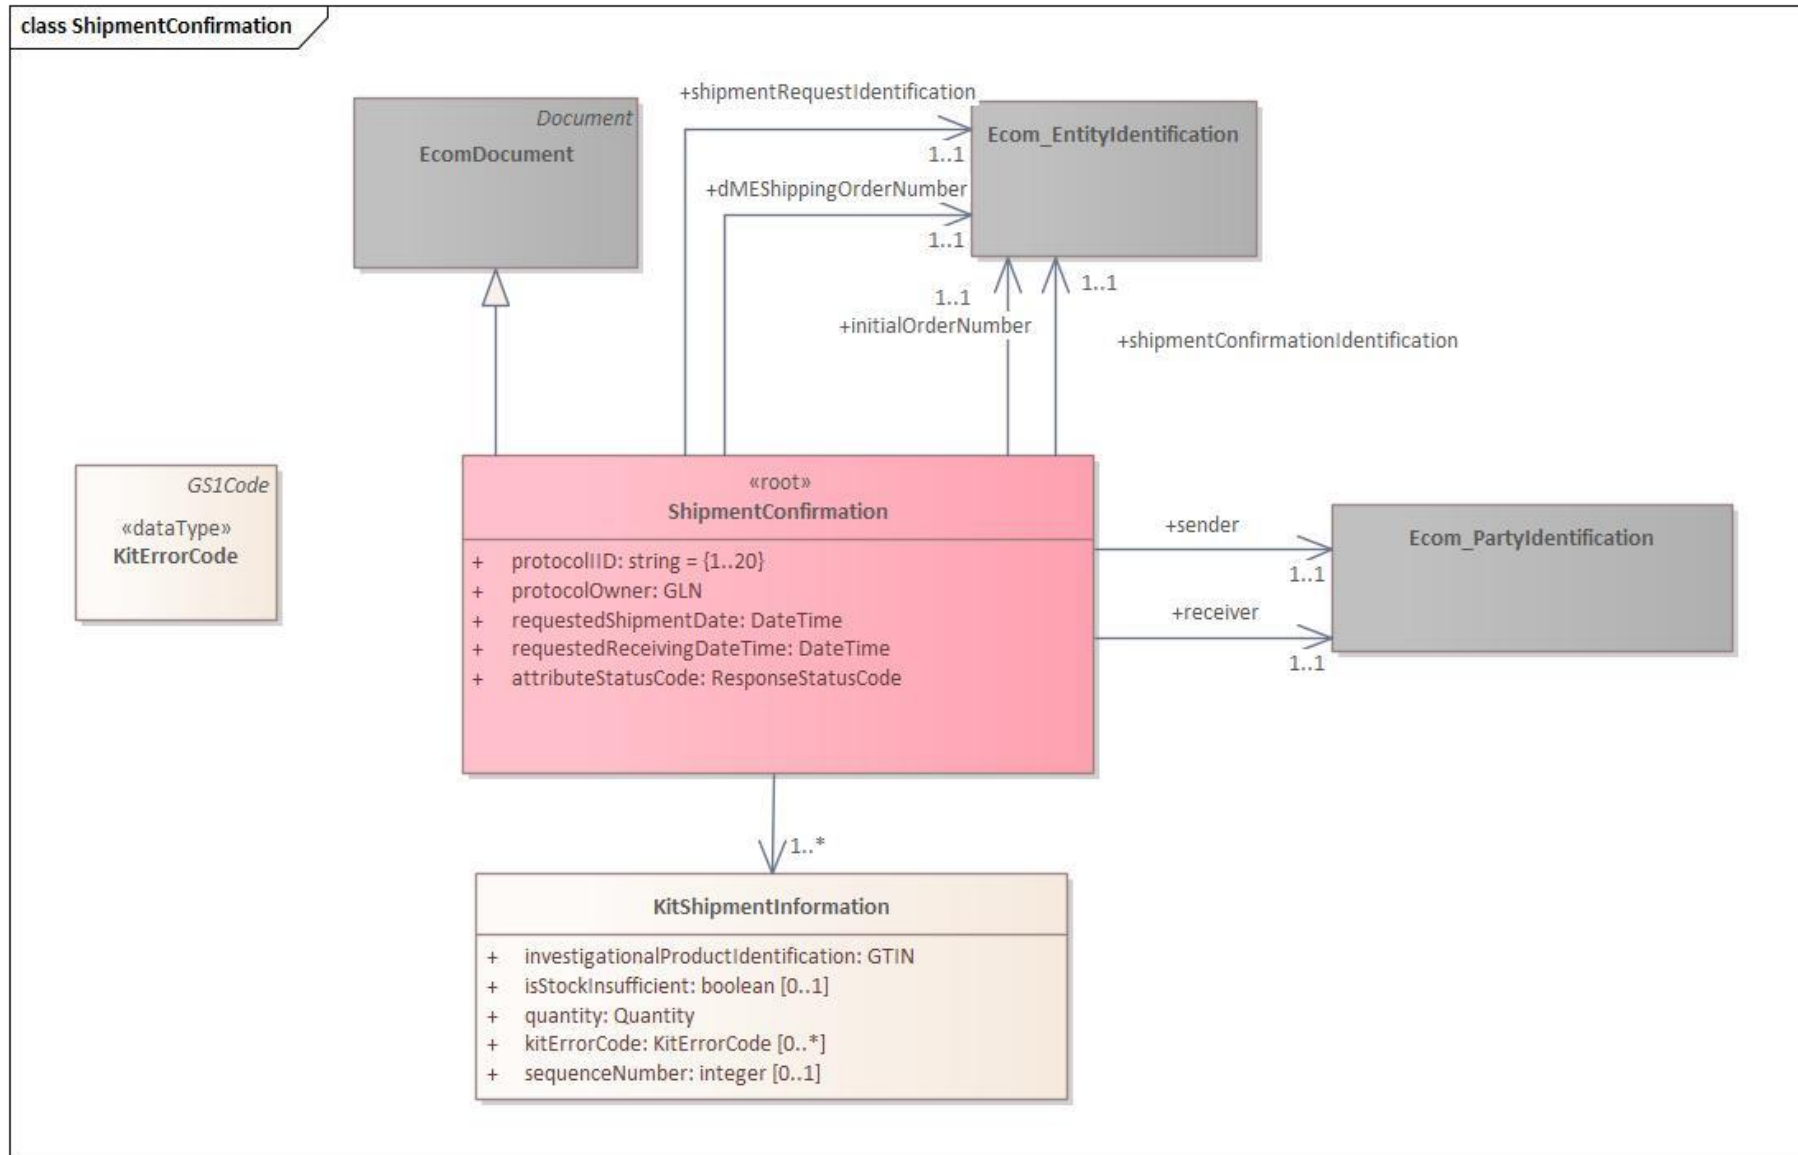 class ShipmentConfirmation
+shipmentRequestIdentification
Document
EcomDocument
Ecom_EntityIdentification
1..1
+dMEShippingOrderNumber
1..1
1..1
1..1
+initialOrderNumber
+shipmentConfirmationIdentification
GS1Code
«dataType»
KitErrorCode
«root»
ShipmentConfirmation
+ protocolIID: string = {1..20}
+ protocolOwner: GLN
+ requestedShipmentDate: DateTime
+ requestedReceivingDateTime: DateTime
+ attributeStatusCode: ResponseStatusCode
+sender
1..1
+receiver
1..1
Ecom_PartyIdentification
1..*
KitShipmentInformation
+ investigationalProductIdentification: GTIN
+ isStockInsufficient: boolean [0..1]
+ quantity: Quantity
+ kitErrorCode: KitErrorCode [0..*]
+ sequenceNumber: integer [0..1]